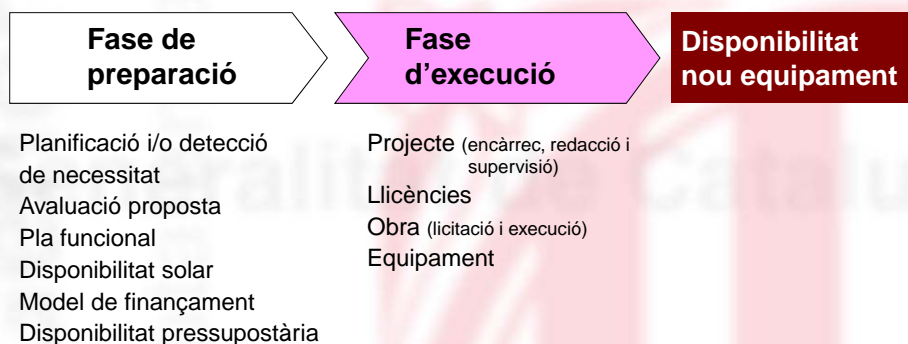 Fase de
preparació
Fase
d’execució
Disponibilitat
nou equipament
Planificació i/o detecció
de necessitat
Avaluació proposta
Pla funcional
Disponibilitat solar
Model de finançament
Disponibilitat pressupostària
Projecte (encàrrec, redacció i
supervisió)
Llicències
Obra (licitació i execució)
Equipament